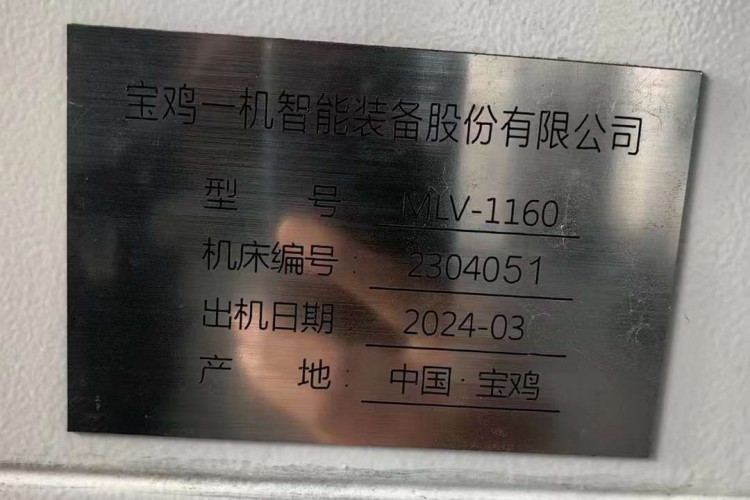 宝鸡一机智能装备股份有限公司
型号 MLV-1160
机床编号: 2304051
出机日期 2024-03
产地: 中国·宝鸡